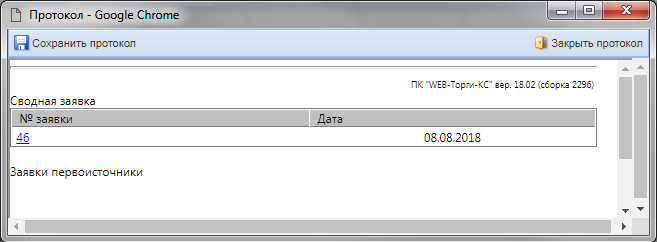 Протокол - Google Chrome
Сохранить протокол Закрыть протокол
ПК "WEB-Торги-КС" вер. 18.02 (сборка 2296)
Сводная заявка
№ заявки Дата
46 08.08.2018
Заявки первоисточники